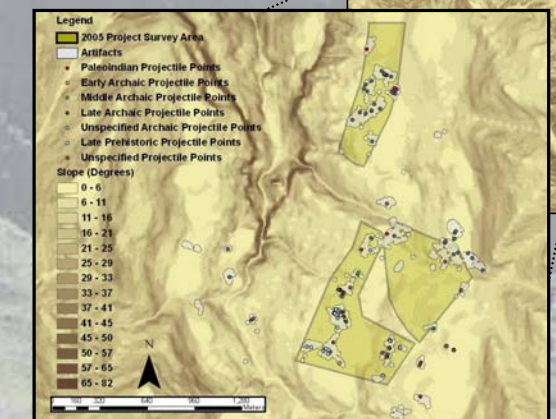 Legend
2005 Project Survey Area
Artifacts
Paleoindian Projectile Points
Early Archaic Projectile Points
Middle Archaic Projectile Points
Late Archaic Projectile Points
Unspecified Archaic Projectile Points
Late Prehistoric Projectile Points
Unspecified Projectile Points
Slope (Degrees)
0 - 6
6 - 11
11 - 16
16 - 21
21 - 25
25 - 29
29 - 33
33 - 37
37 - 41
41 - 45
45 - 50
50 - 57
57 - 65
65 - 82
N
160 320 640 960 1,280
Meters